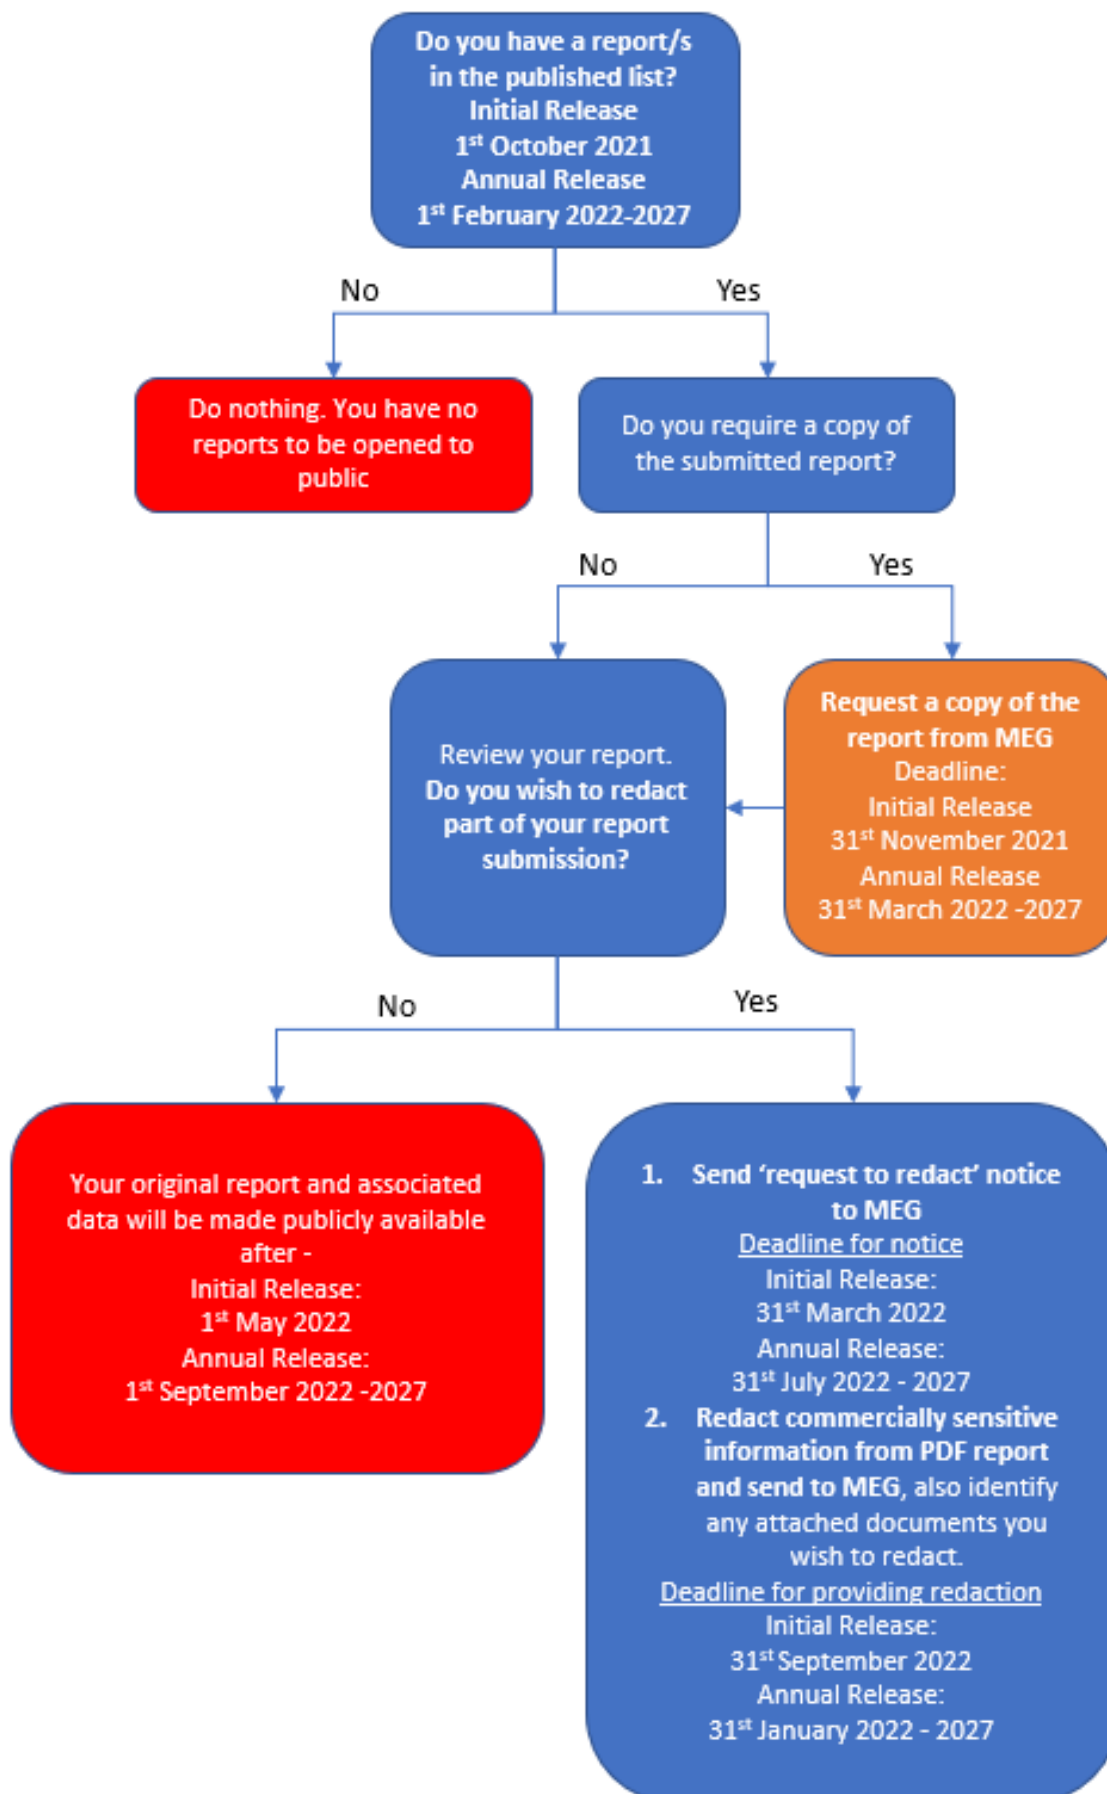 Do you have a report/s
in the published list?
Initial Release
1st October 2021
Annual Release
1st February 2022-2027
No
Yes
Do nothing. You have no
reports to be opened to
public
Do you require a copy of
the submitted report?
No
Yes
Review your report.
Do you wish to redact
part of your report
submission?
Request a copy of the
report from MEG
Deadline:
Initial Release
31st November 2021
Annual Release
31st March 2022 -2027
No
Yes
Your original report and associated
data will be made publicly available
after -
Initial Release:
1st May 2022
Annual Release:
1st September 2022 -2027
1. Send ‘request to redact’ notice
to MEG
Deadline for notice
Initial Release:
31st March 2022
Annual Release:
31st July 2022 - 2027
2. Redact commercially sensitive
information from PDF report
and send to MEG, also identify
any attached documents you
wish to redact.
Deadline for providing redaction
Initial Release:
31st September 2022
Annual Release:
31st January 2022 - 2027